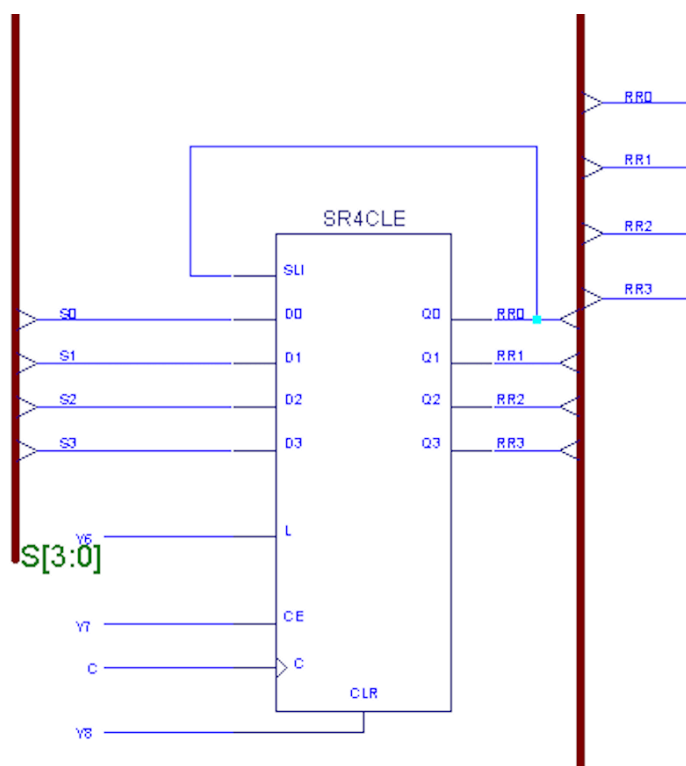 RR0
RR1
SR4CLE
RR2
SLI
RR3
S0 D0 Q0 RR0
S1 D1 Q1 RR1
S2 D2 Q2 RR2
S3 D3 Q3 RR3
Y6 L
S[3:0]
Y7 CE
C C
CLR
Y8